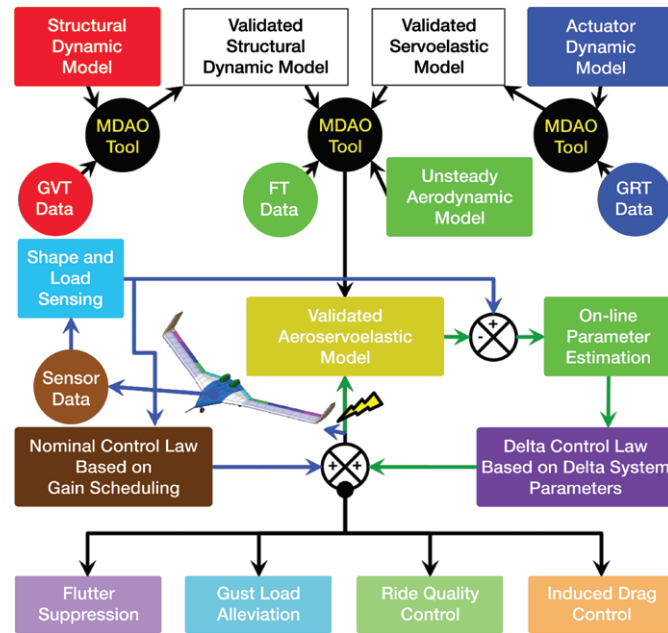 Structural
Dynamic
Model
Validated
Structural
Dynamic Model
Validated
Servoelastic
Model
Actuator
Dynamic
Model
MDAO
Tool
MDAO
Tool
MDAO
Tool
GVT
Data
FT
Data
Unsteady
Aerodynamic
Model
GRT
Data
Shape and
Load
Sensing
Validated
Aeroservoelastic
Model
+
-
On-line
Parameter
Estimation
Sensor
Data
Nominal Control Law
Based on
Gain Scheduling
+ +
Delta Control Law
Based on Delta System
Parameters
Flutter
Suppression
Gust Load
Alleviation
Ride Quality
Control
Induced Drag
Control